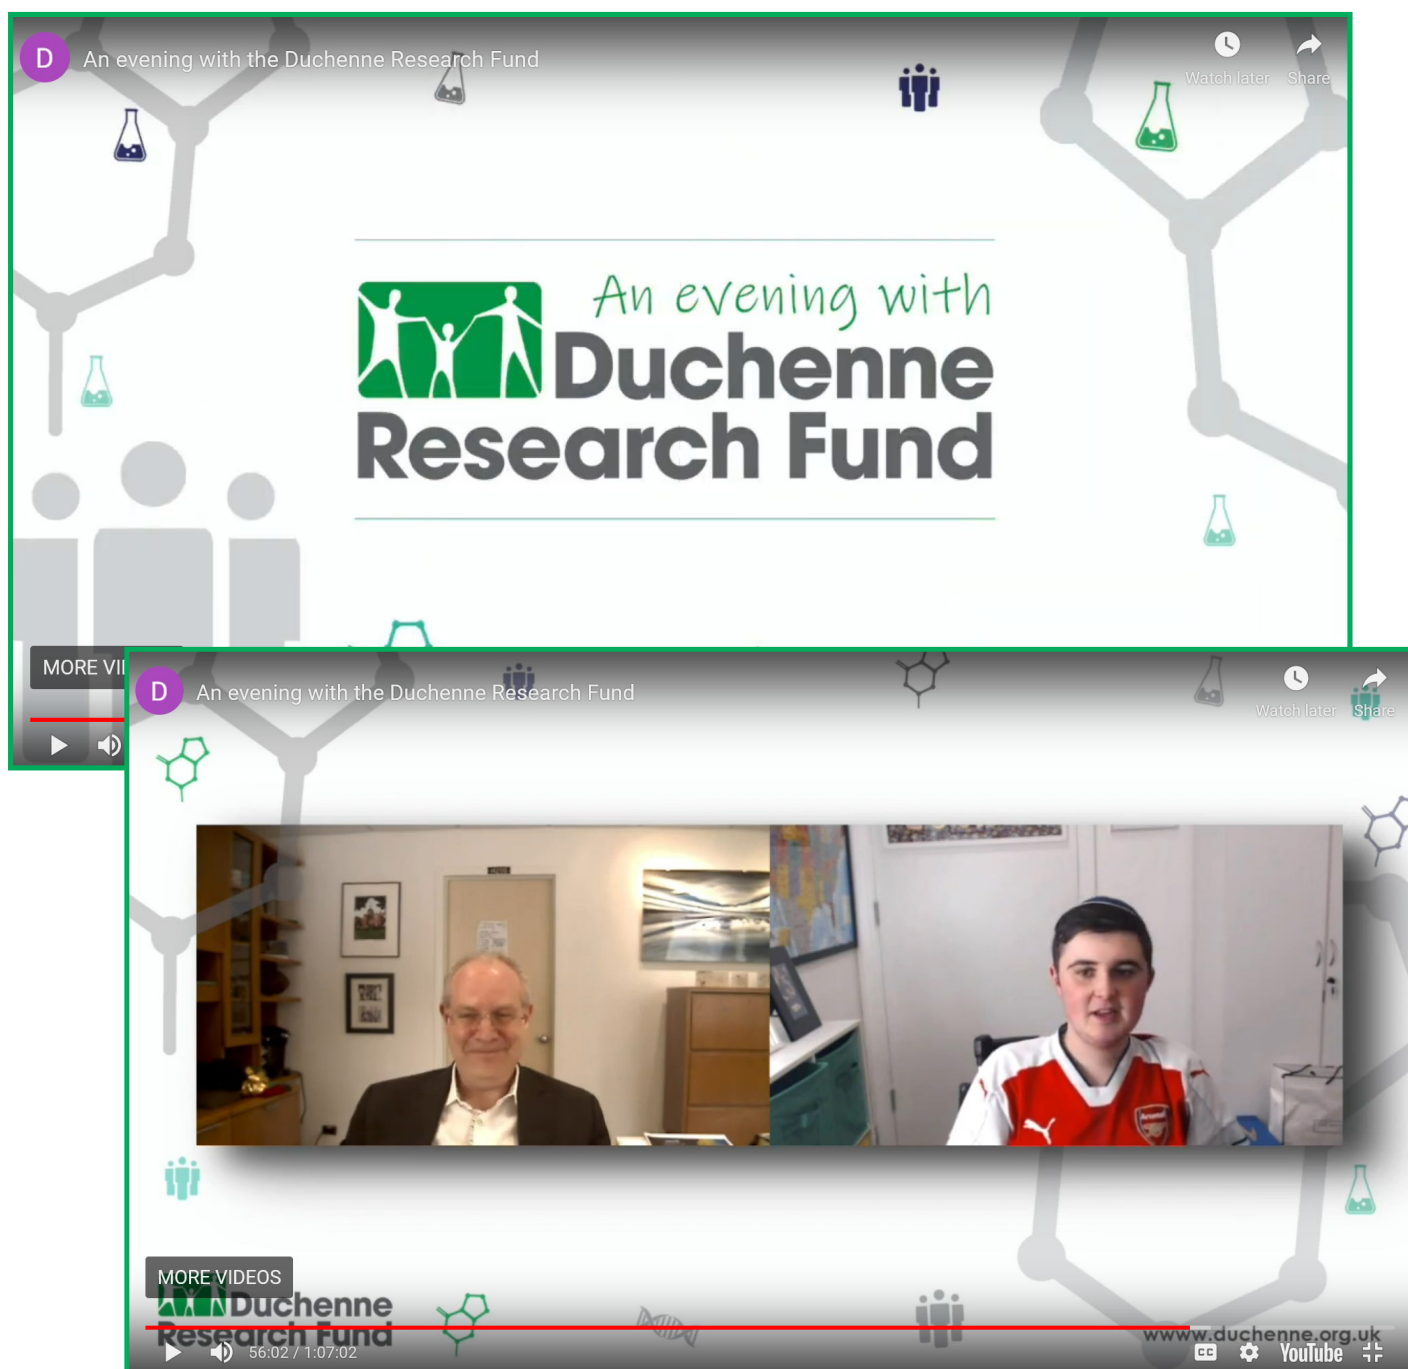 D An evening with the Duchenne Research Fund
Watch later Share
An evening with
Duchenne
Research Fund
MORE VI
D An evening with the Duchenne Research Fund
Watch later Share
Arsenal
MORE VIDEOS
Duchenne
Research Fund
wwww.duchenne.org.uk
56:02 / 1:07:02
CC YouTube